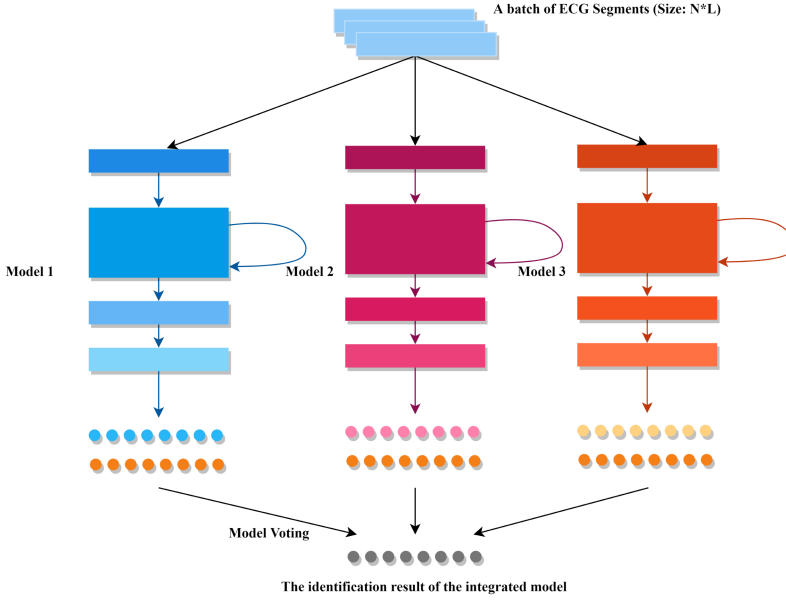 A batch of ECG Segments (Size: N*L)
Model 1
Model 2
Model 3
Model Voting
The identification result of the integrated model